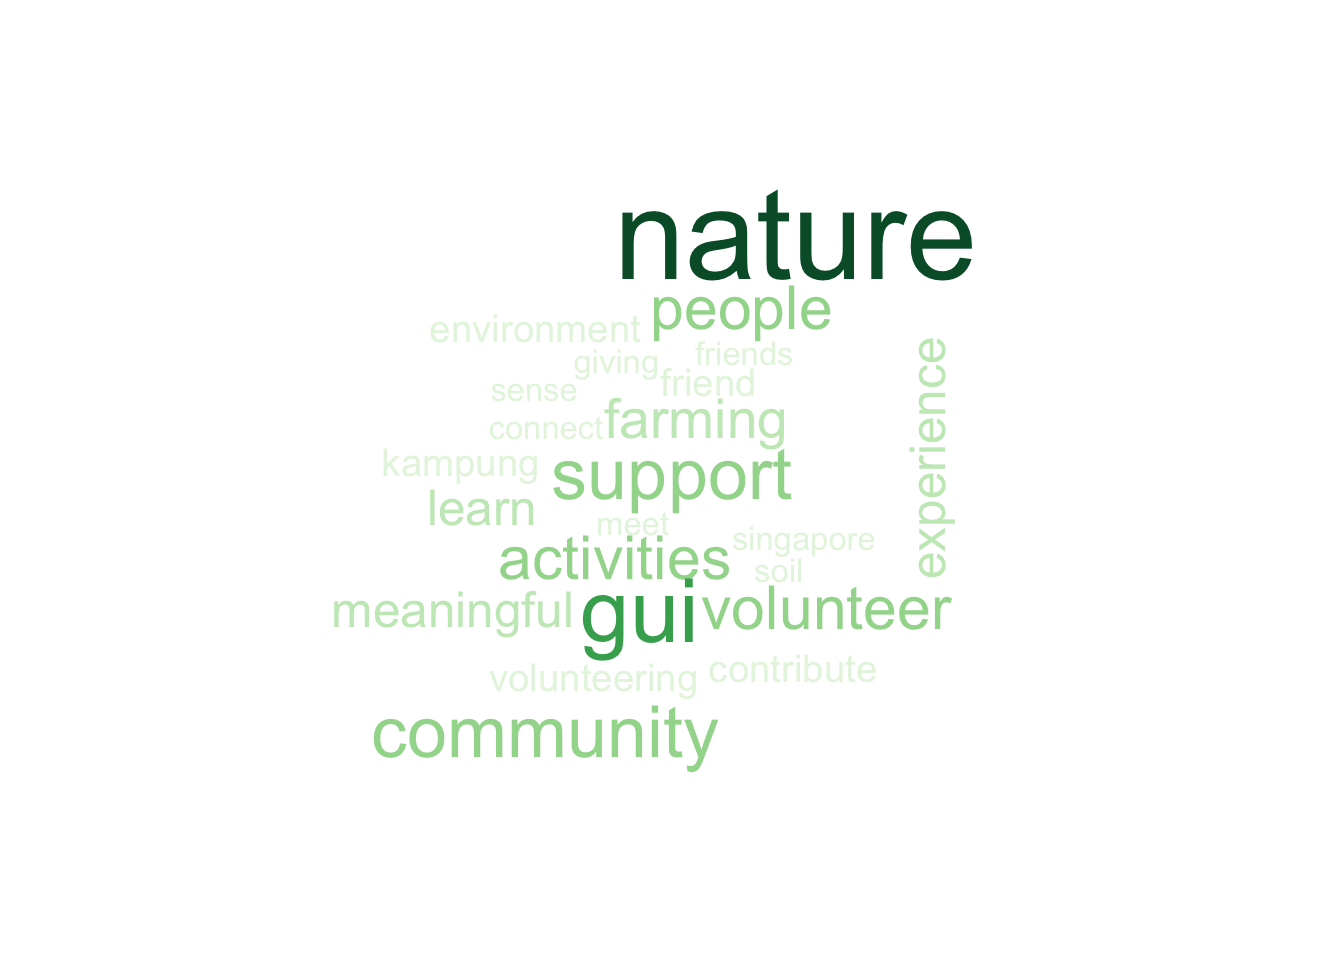 nature
people
environment
friends
giving
friend
sense
farming
connect
experience
kampung
support
learn
meet
singapore
activities
soil
meaningful
gui
volunteer
contribute
volunteering
community